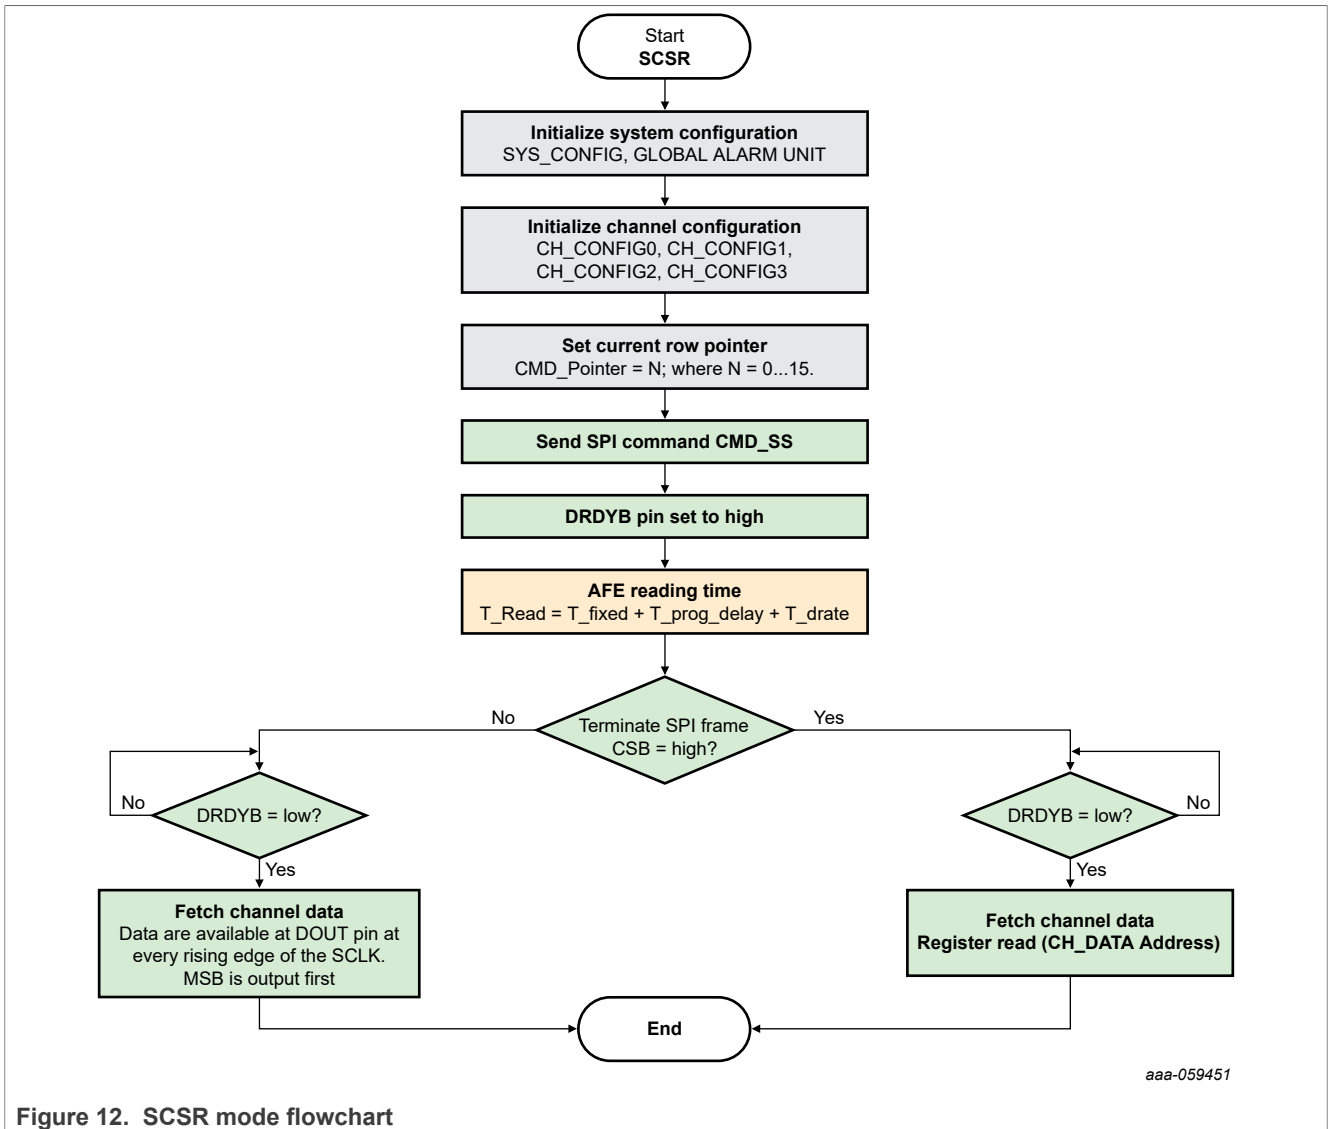 Start
SCSR
Initialize system configuration
SYS_CONFIG, GLOBAL ALARM UNIT
Initialize channel configuration
CH_CONFIG0, CH_CONFIG1,
CH_CONFIG2, CH_CONFIG3
Set current row pointer
CMD_Pointer = N; where N = 0...15.
Send SPI command CMD_SS
DRDYB pin set to high
AFE reading time
T_Read = T_fixed + T_prog_delay + T_drate
Terminate SPI frame
CSB = high?
No
Yes
DRDYB = low?
No
Yes
DRDYB = low?
No
Yes
Fetch channel data
Data are available at DOUT pin at
every rising edge of the SCLK.
MSB is output first
Fetch channel data
Register read (CH_DATA Address)
End
aaa-059451
Figure 12. SCSR mode flowchart